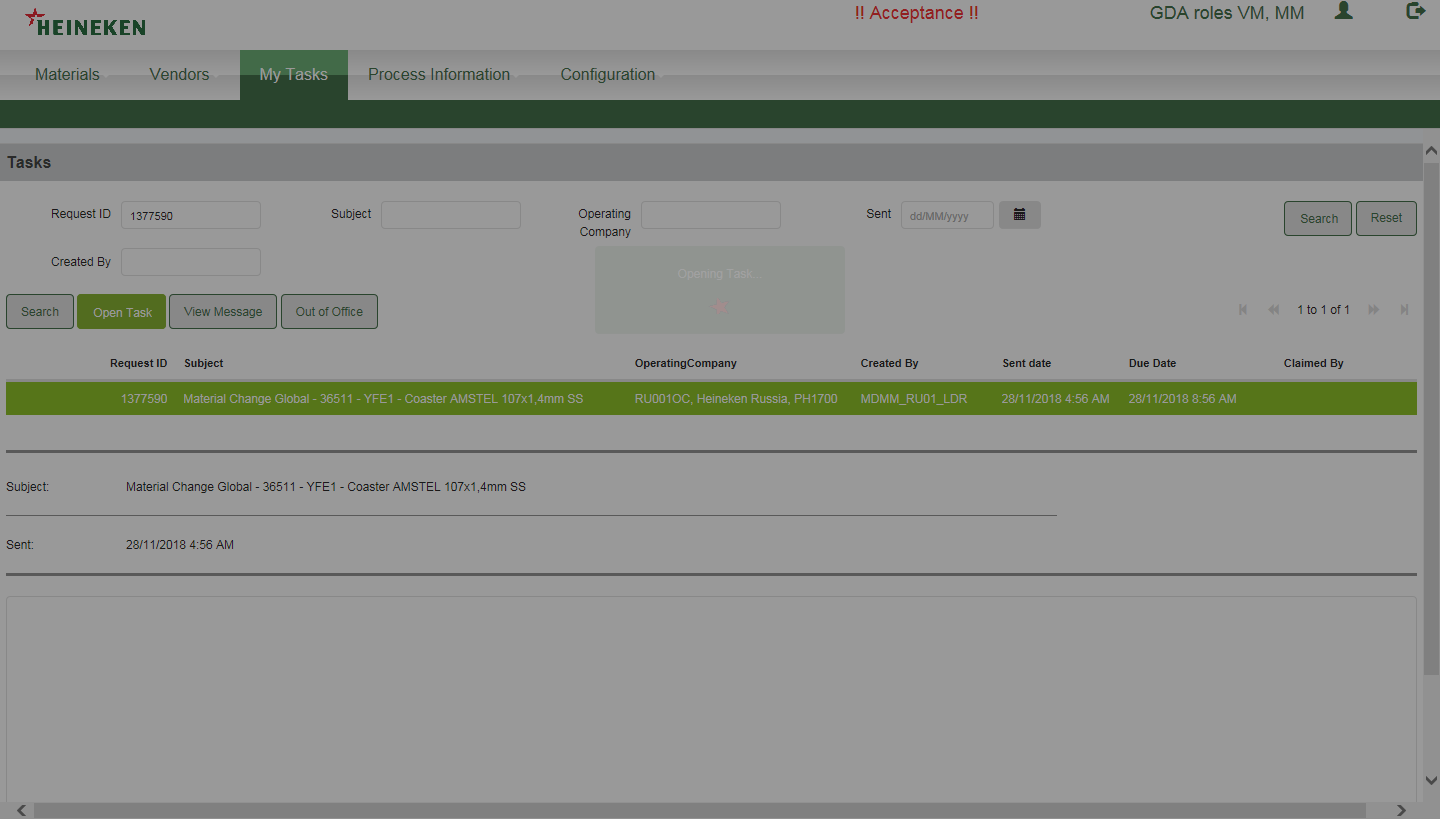 HEINEKEN
!! Acceptance !!
GDA roles VM, MM
Materials Vendors My Tasks Process Information Configuration
Tasks
Request ID 1377590 Subject Operating Company Sent dd/MM/yyyy Search Reset
Created By
Opening Task...
Search Open Task View Message Out of Office 1 to 1 of 1
Request ID Subject OperatingCompany Created By Sent date Due Date Claimed By
1377590 Material Change Global - 36511 - YFE1 - Coaster AMSTEL 107x1,4mm SS RU001OC, Heineken Russia, PH1700 MDMM_RU01_LDR 28/11/2018 4:56 AM 28/11/2018 8:56 AM
Subject: Material Change Global - 36511 - YFE1 - Coaster AMSTEL 107x1,4mm SS
Sent: 28/11/2018 4:56 AM